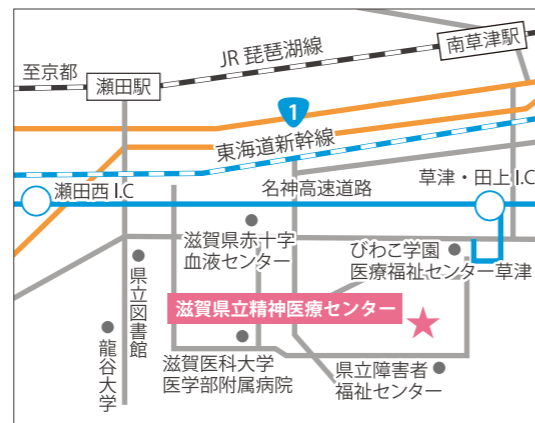 南草津駅
JR 琵琶湖線
至京都
瀬田駅
1
東海道新幹線
瀬田西 I.C
名神高速道路
草津・田上 I.C
滋賀県赤十字
血液センター
びわこ学園
医療福祉センター草津
県立図書館
龍谷大学
滋賀県立精神医療センター
滋賀医科大学
医学部附属病院
県立障害者
福祉センター